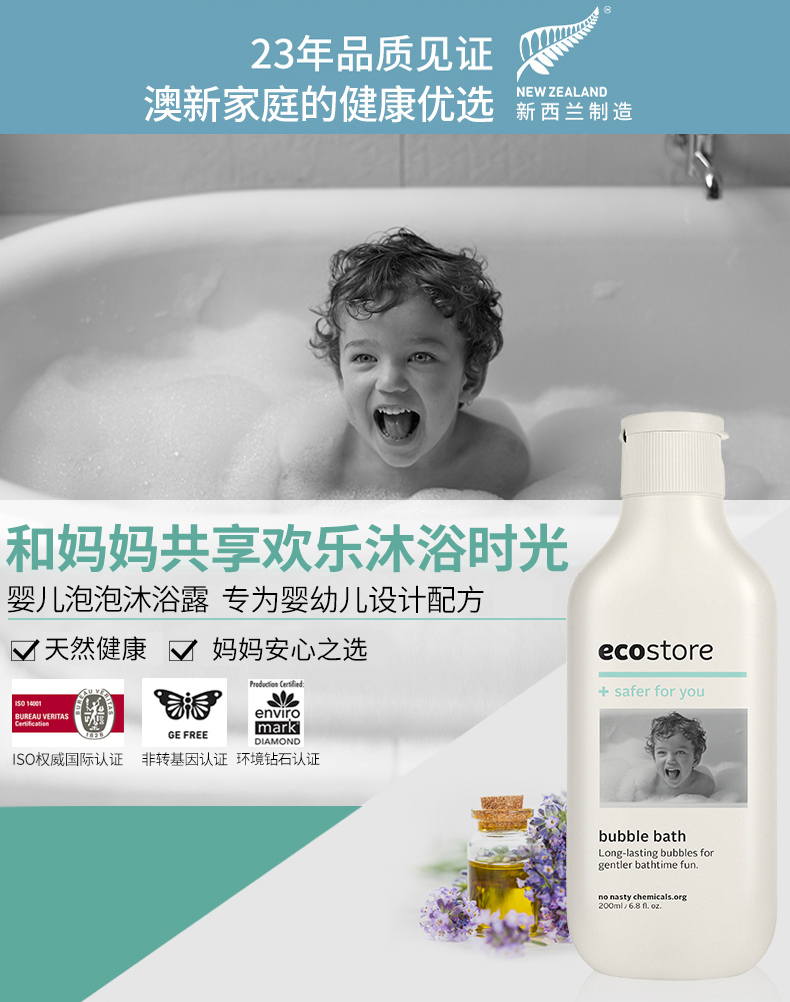 23年品质见证
澳新家庭的健康优选
NEW ZEALAND
新西兰制造
和妈妈共享欢乐沐浴时光
婴儿泡泡沐浴露 专为婴幼儿设计配方
天然健康 妈妈安心之选
ISO 14001
BUREAU VERITAS
Certification
BUREAU VERITAS
1828
GE FREE
Production Certified:
enviro
mark
DIAMOND
ISO权威国际认证 非转基因认证 环境钻石认证
ecostore
+ safer for you
bubble bath
Long-lasting bubbles for
gentler bathtime fun.
no nasty chemicals.org
200ml / 6.8 fl. oz.